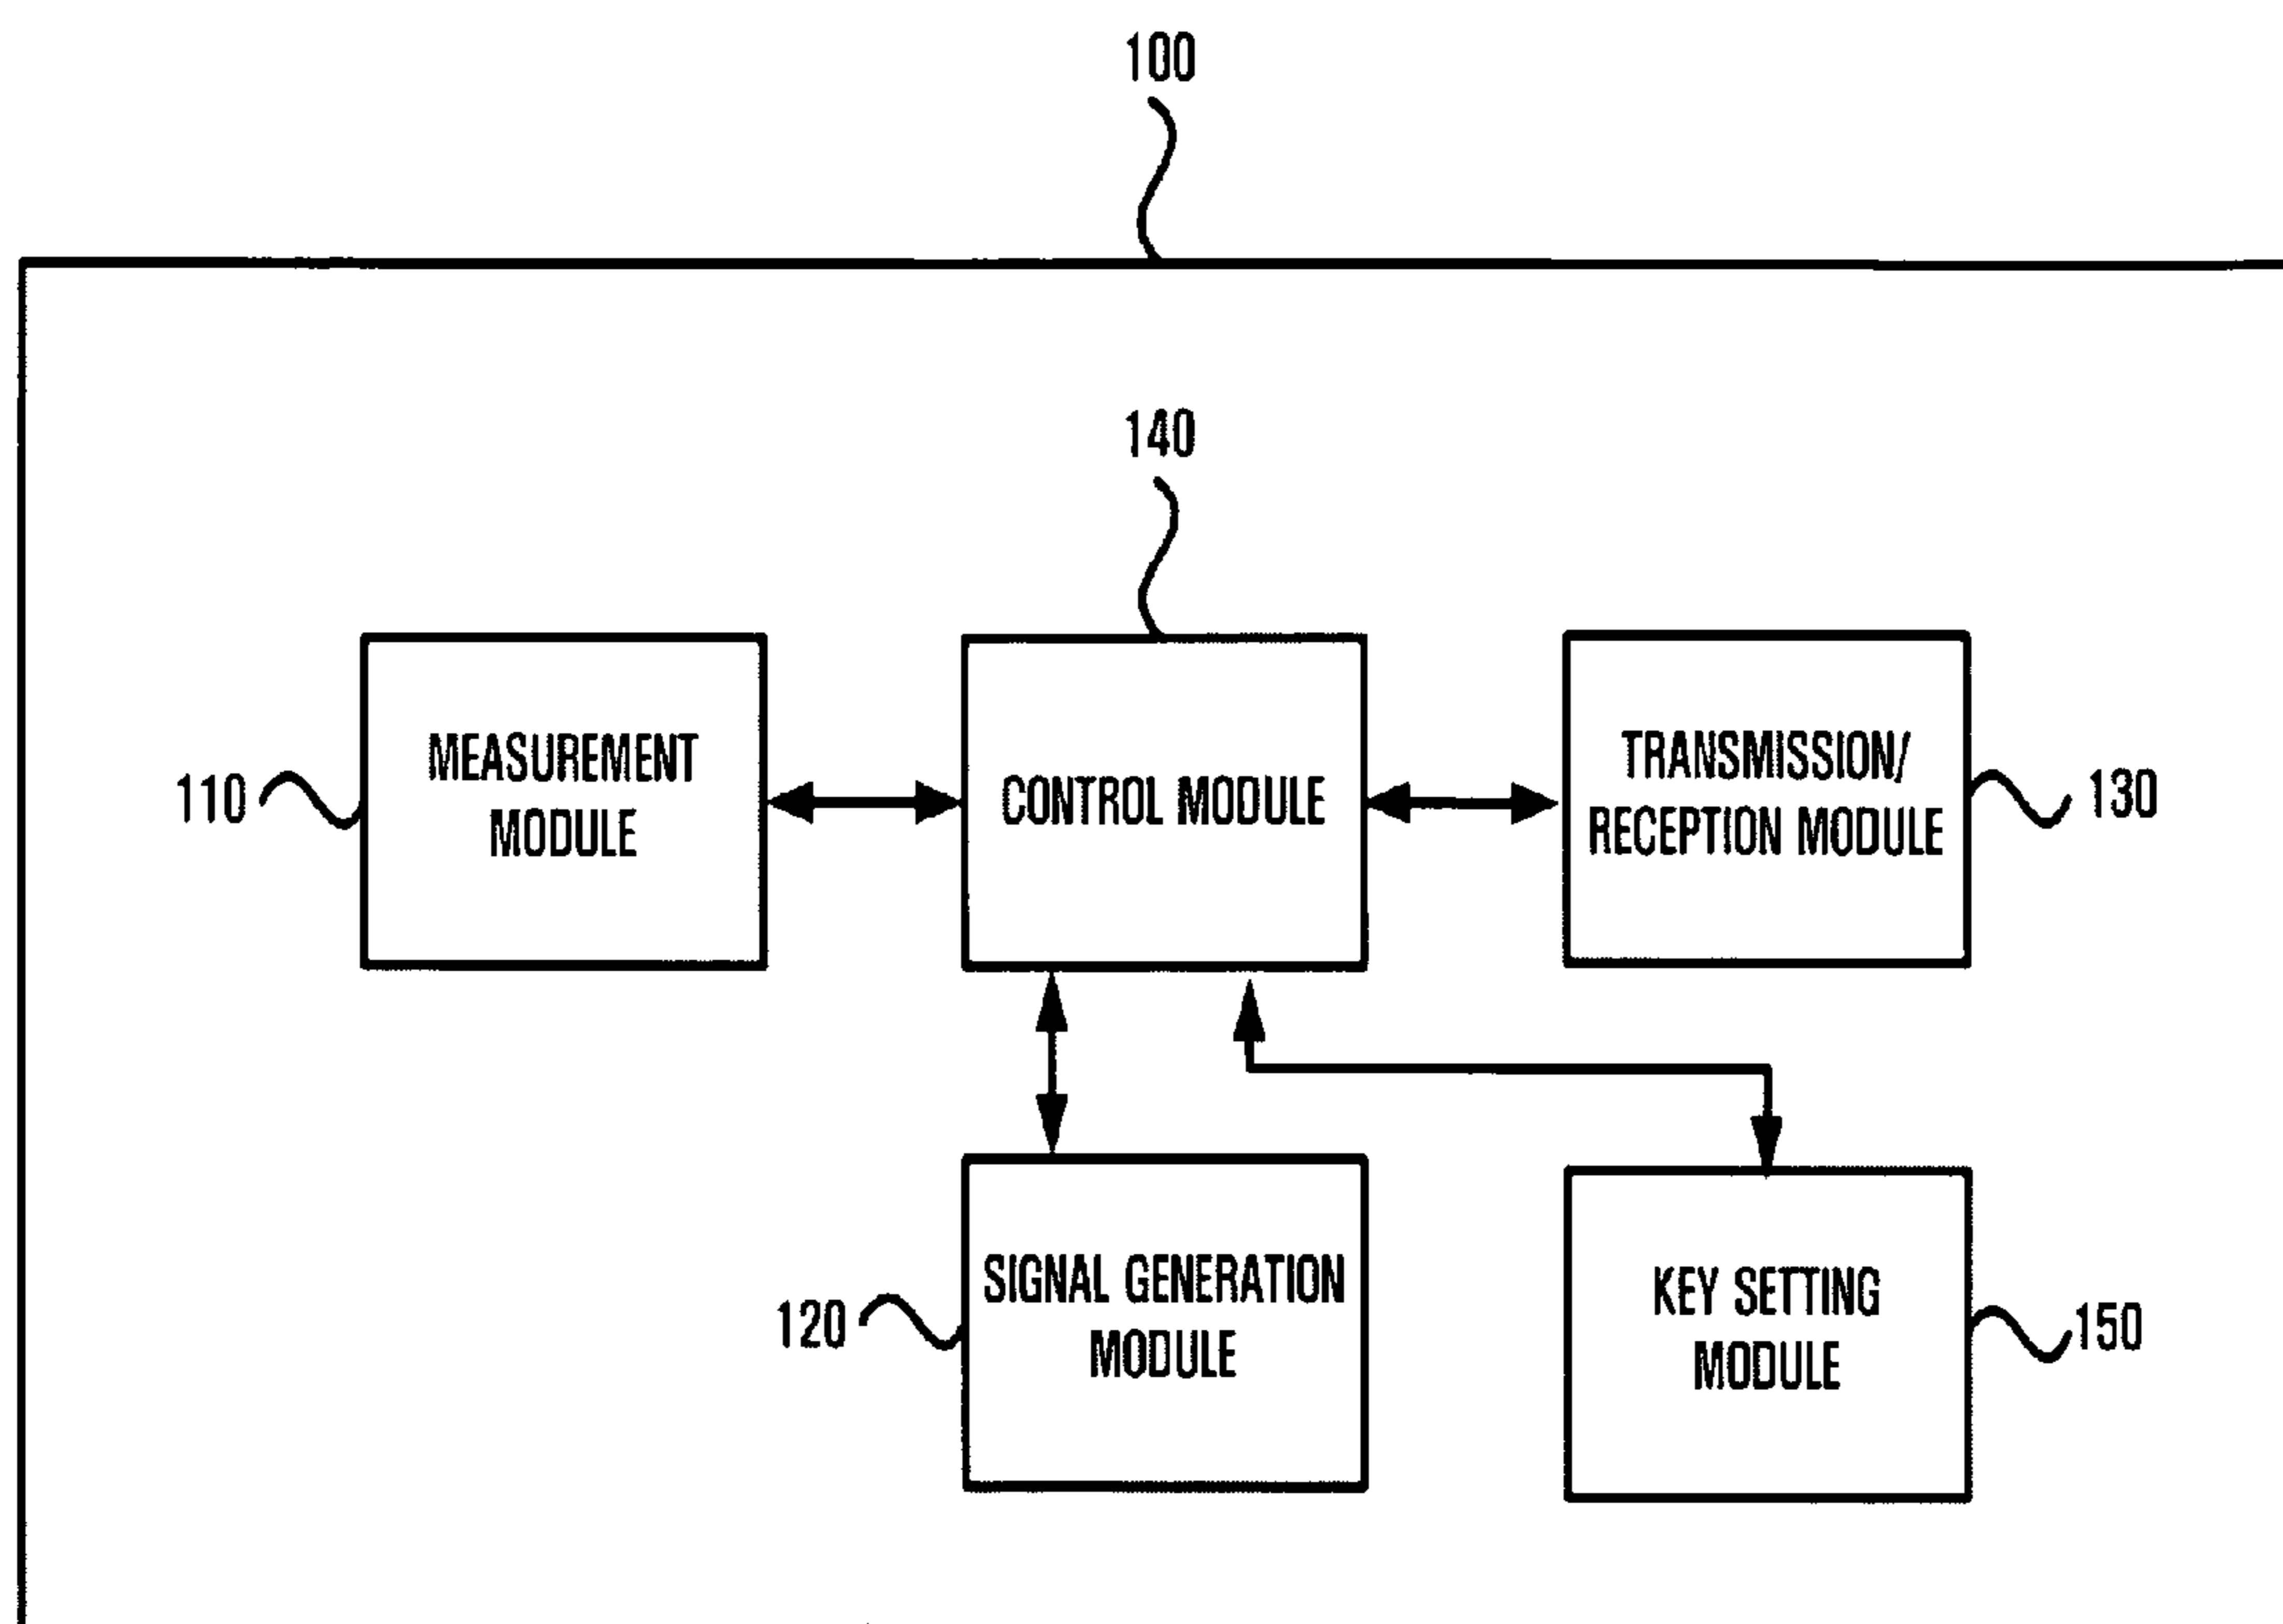 100
140
110
MEASUREMENT
MODULE
CONTROL MODULE
TRANSMISSION/
RECEPTION MODULE
130
120
SIGNAL GENERATION
MODULE
KEY SETTING
MODULE
150